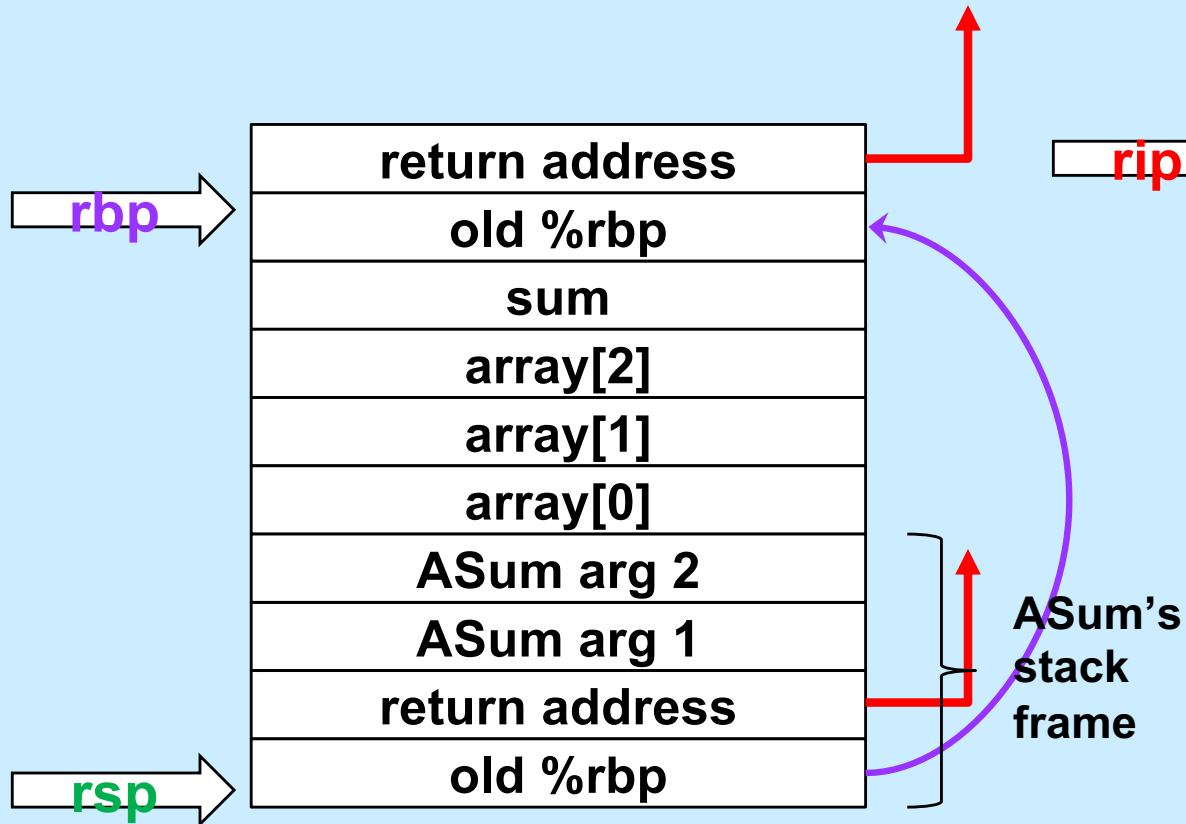 return address
rip
rbp
old %rbp
sum
array[2]
array[1]
array[0]
ASum arg 2
ASum arg 1
ASum’s
stack
frame
return address
rsp
old %rbp